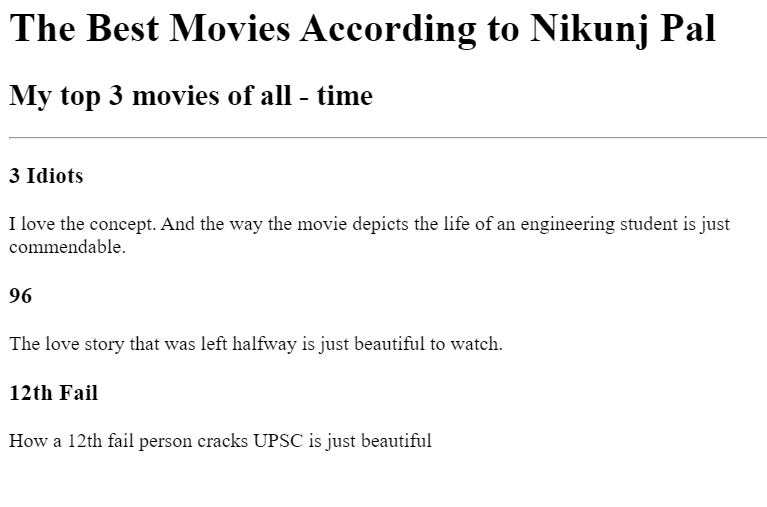 The Best Movies According to Nikunj Pal
My top 3 movies of all - time
3 Idiots
I love the concept. And the way the movie depicts the life of an engineering student is just
commendable.
96
The love story that was left halfway is just beautiful to watch.
12th Fail
How a 12th fail person cracks UPSC is just beautiful